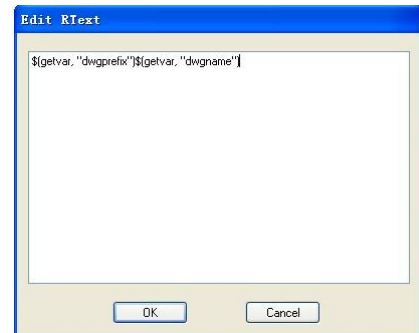 Edit RText
$(getvar, "dwgprefix")$(getvar, "dwgname")
OK
Cancel